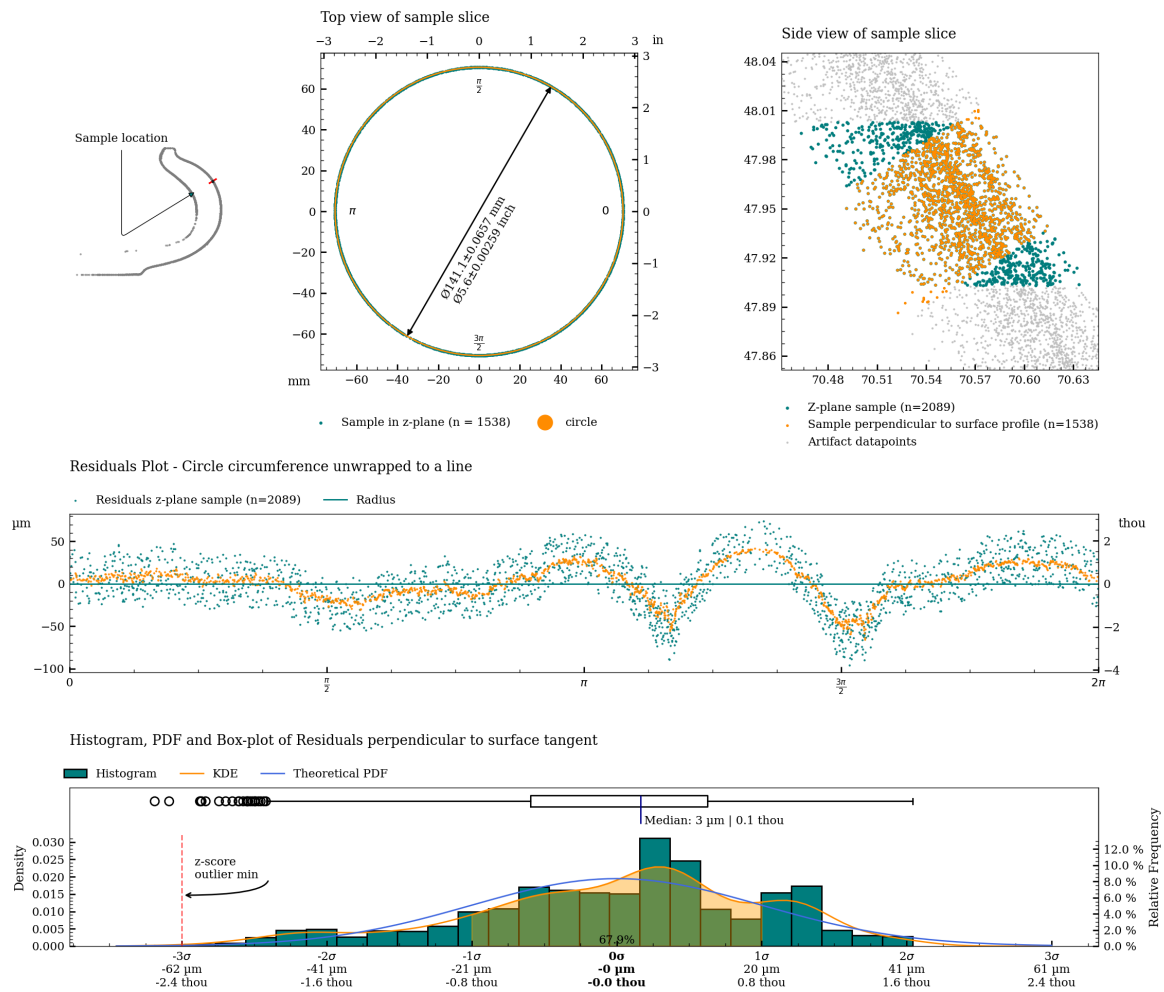 Top view of sample slice
−3 −2 −1 0 1 2 3 in
Sample location
60
40
20
0
−20
−40
−60
π/2
π
0
3π/2
Ø141.1±0.0657 mm
Ø5.6±0.00259 inch
3
2
1
0
−1
−2
−3
mm −60 −40 −20 0 20 40 60
Sample in z-plane (n = 1538) circle
Side view of sample slice
48.04
48.01
47.98
47.95
47.92
47.89
47.86
70.48 70.51 70.54 70.57 70.60 70.63
Z-plane sample (n=2089)
Sample perpendicular to surface profile (n=1538)
Artifact datapoints
Residuals Plot - Circle circumference unwrapped to a line
Residuals z-plane sample (n=2089) Radius
µm thou
50
0
−50
−100
2
0
−2
−4
0 π/2 π 3π/2 2π
Histogram, PDF and Box-plot of Residuals perpendicular to surface tangent
Histogram KDE Theoretical PDF
Median: 3 µm | 0.1 thou
z-score
outlier min
Density
0.030
0.025
0.020
0.015
0.010
0.005
0.000
67.9%
12.0 %
10.0 %
8.0 %
6.0 %
4.0 %
2.0 %
0.0 %
Relative Frequency
-3σ -2σ -1σ 0σ 1σ 2σ 3σ
-62 µm -41 µm -21 µm -0 µm 20 µm 41 µm 61 µm
-2.4 thou -1.6 thou -0.8 thou -0.0 thou 0.8 thou 1.6 thou 2.4 thou